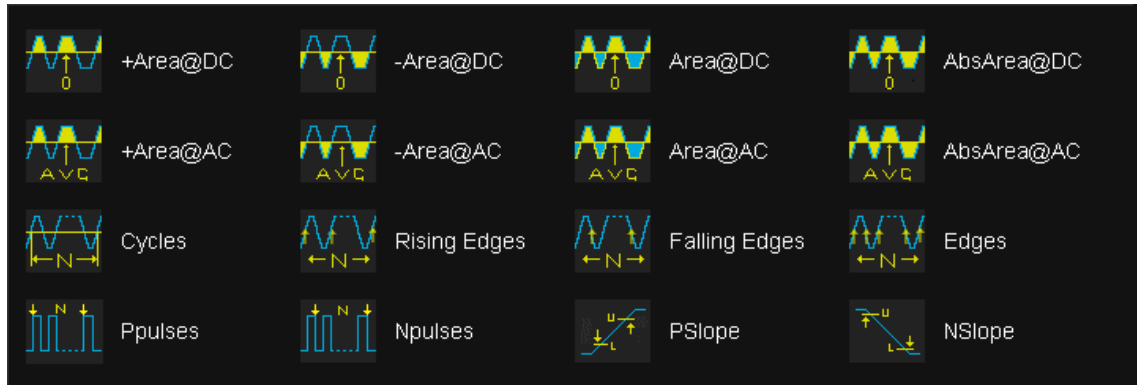 +Area@DC -Area@DC Area@DC AbsArea@DC
0 0 0 0
+Area@AC -Area@AC Area@AC AbsArea@AC
AVG AVG AVG AVG
Cycles Rising Edges Falling Edges Edges
N N N N
N Ppulses N Npulses U L PSlope U L NSlope